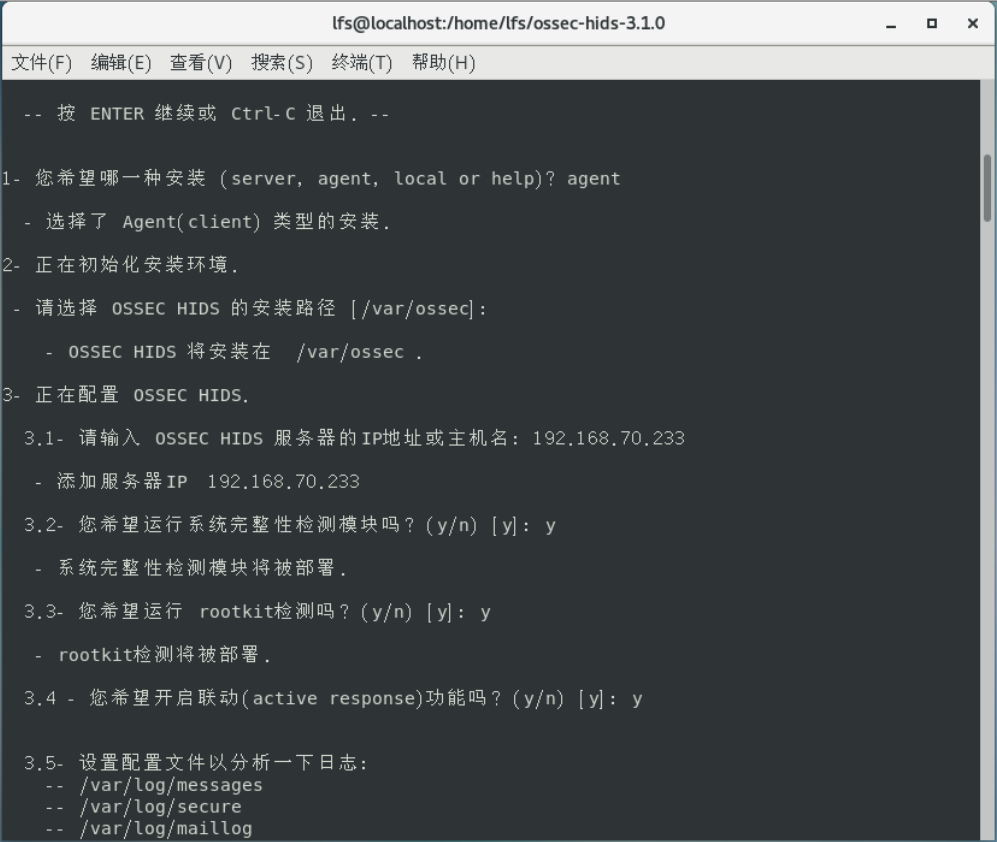 lfs@localhost:/home/lfs/ossec-hids-3.1.0
文件(F) 编辑(E) 查看(V) 搜索(S) 终端(T) 帮助(H)
-- 按 ENTER 继续或 Ctrl-C 退出. --
1- 您希望哪一种安装 (server, agent, local or help)? agent
- 选择了 Agent(client) 类型的安装.
2- 正在初始化安装环境.
- 请选择 OSSEC HIDS 的安装路径 [/var/ossec]:
- OSSEC HIDS 将安装在 /var/ossec .
3- 正在配置 OSSEC HIDS.
3.1- 请输入 OSSEC HIDS 服务器的IP地址或主机名: 192.168.70.233
- 添加服务器IP 192.168.70.233
3.2- 您希望运行系统完整性检测模块吗? (y/n) [y]: y
- 系统完整性检测模块将被部署.
3.3- 您希望运行 rootkit检测吗? (y/n) [y]: y
- rootkit检测将被部署.
3.4 - 您希望开启联动(active response)功能吗? (y/n) [y]: y
3.5- 设置配置文件以分析一下日志:
-- /var/log/messages
-- /var/log/secure
-- /var/log/maillog